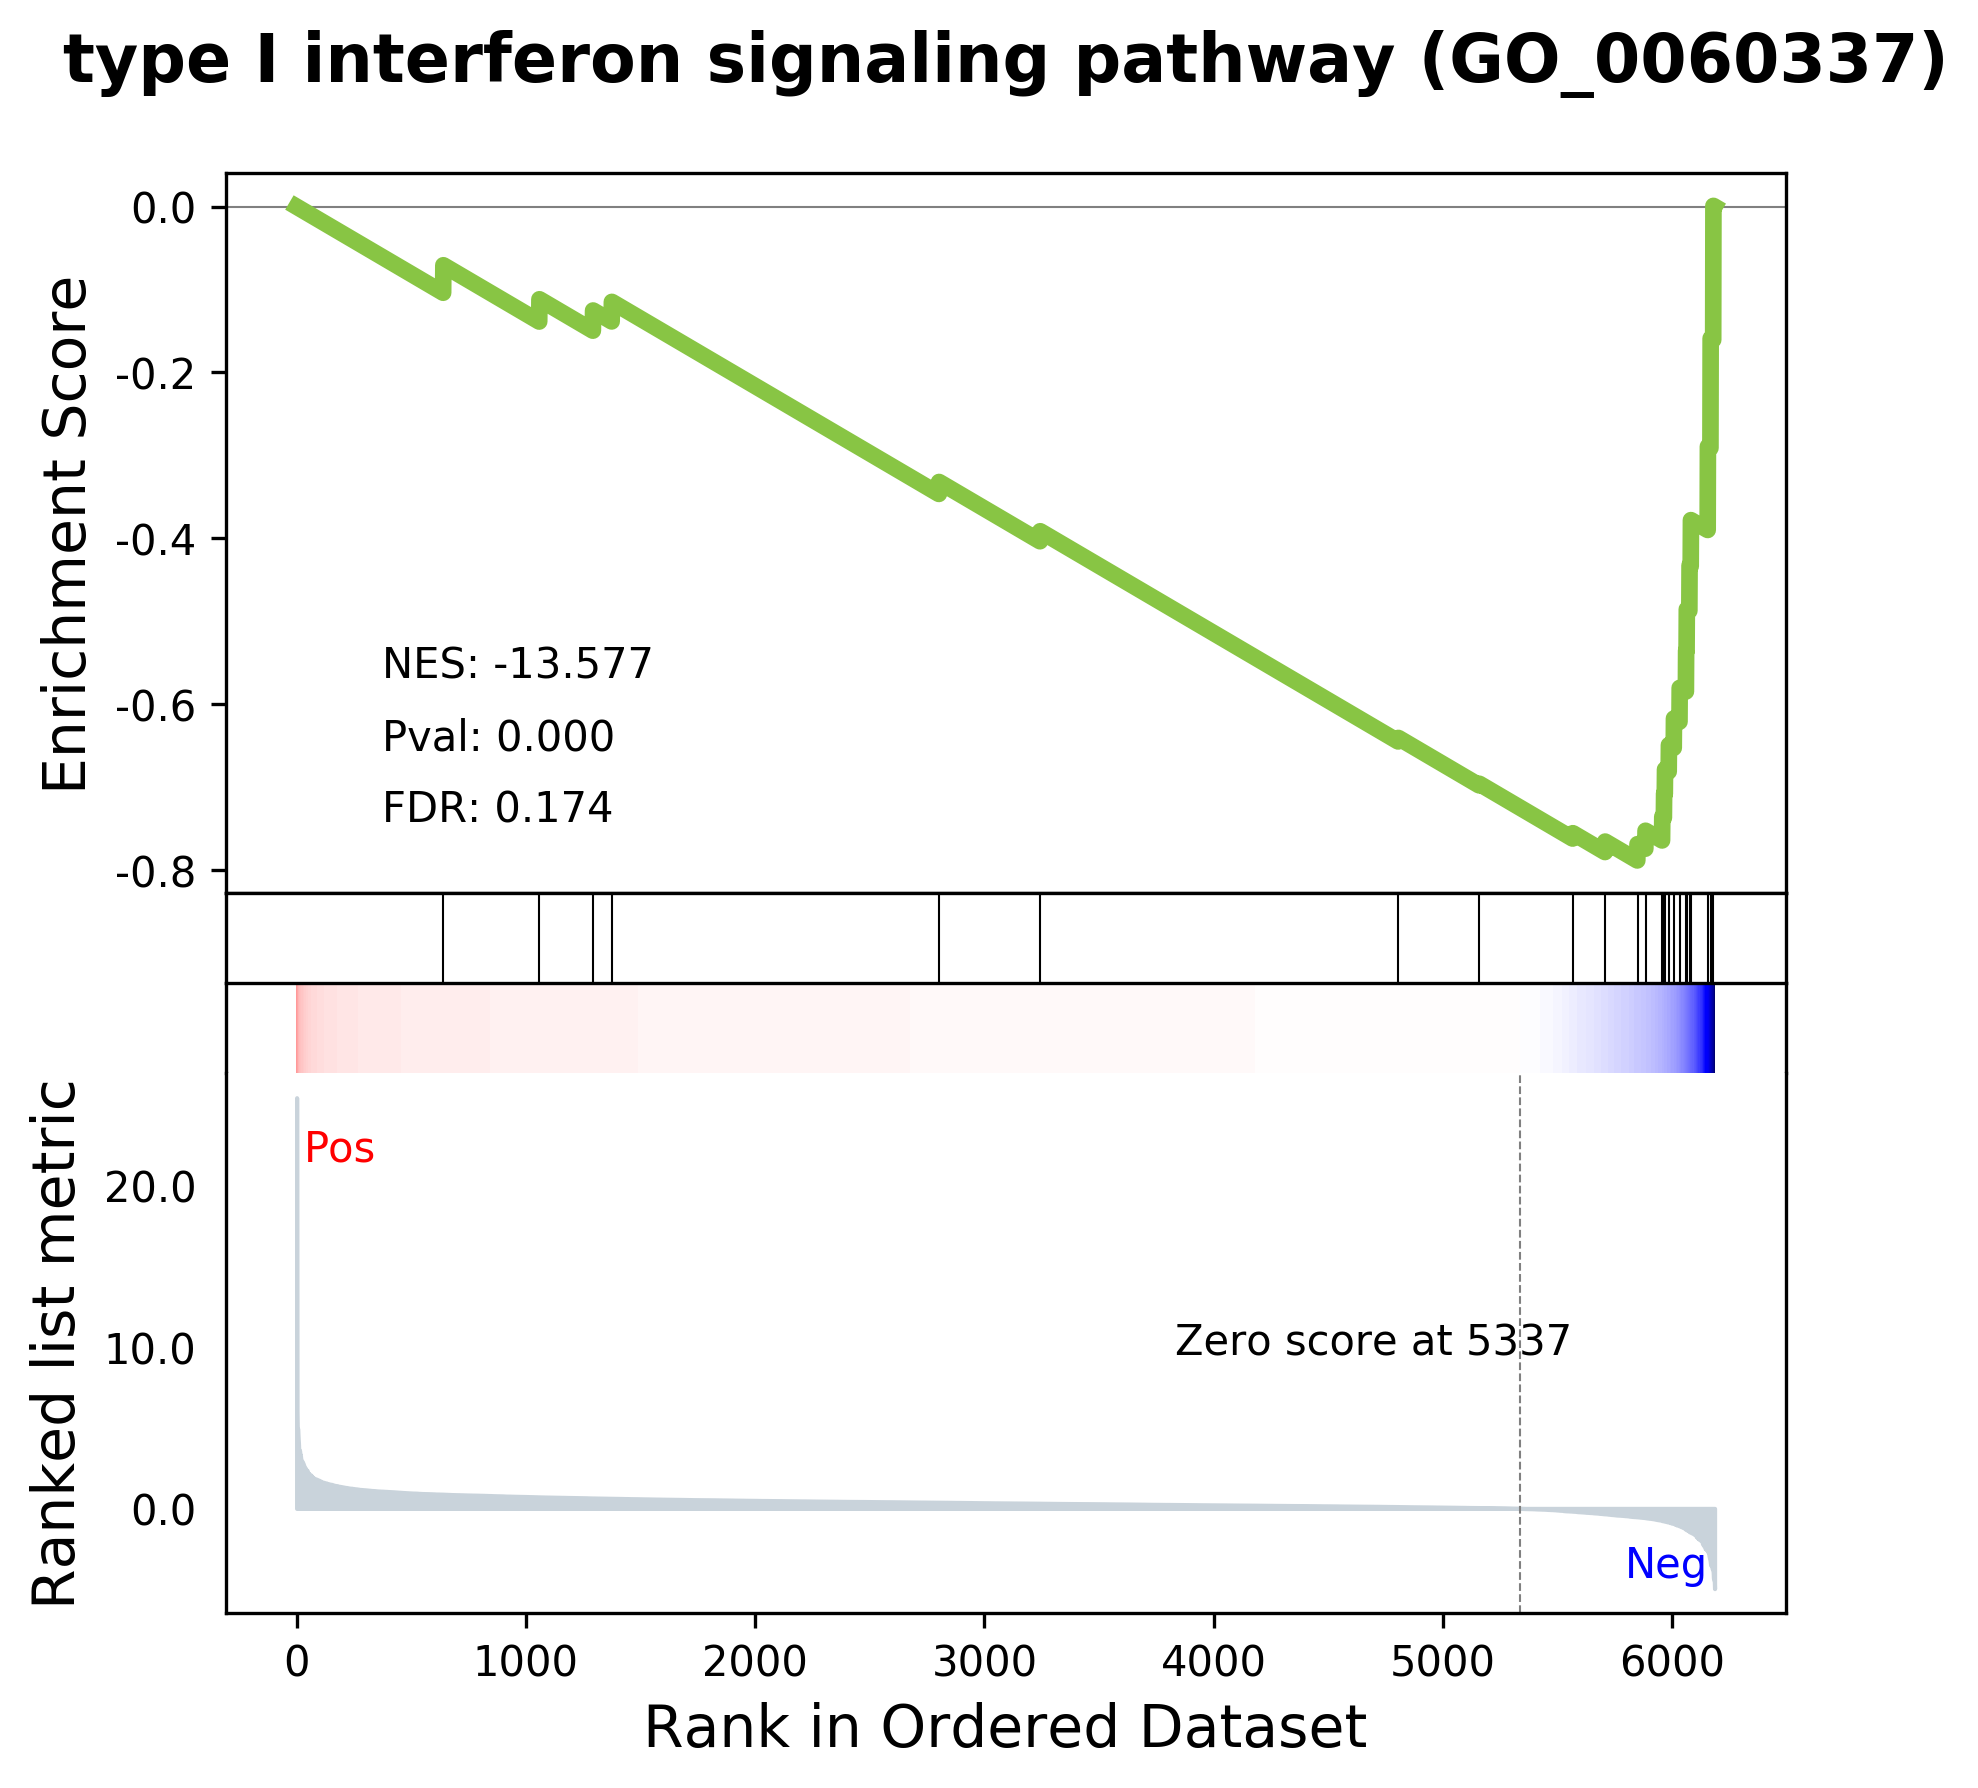 type I interferon signaling pathway (GO_0060337)
Enrichment Score
0.0
-0.2
-0.4
-0.6
-0.8
NES: -13.577
Pval: 0.000
FDR: 0.174
Ranked list metric
20.0
10.0
0.0
Pos
Zero score at 5337
Neg
0 1000 2000 3000 4000 5000 6000
Rank in Ordered Dataset